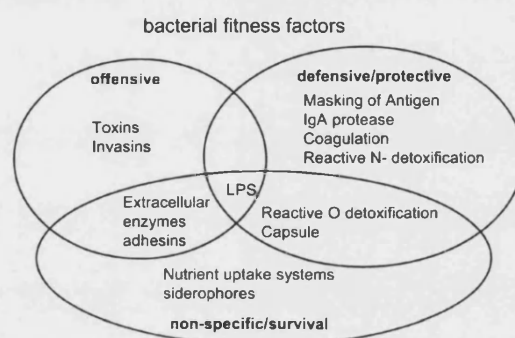 bacterial fitness factors
offensive
Toxins
Invasins
defensive/protective
Masking of Antigen
IgA protease
Coagulation
Reactive N- detoxification
LPS
Extracellular
enzymes
adhesins
Reactive O detoxification
Capsule
Nutrient uptake systems
siderophores
non-specific/survival